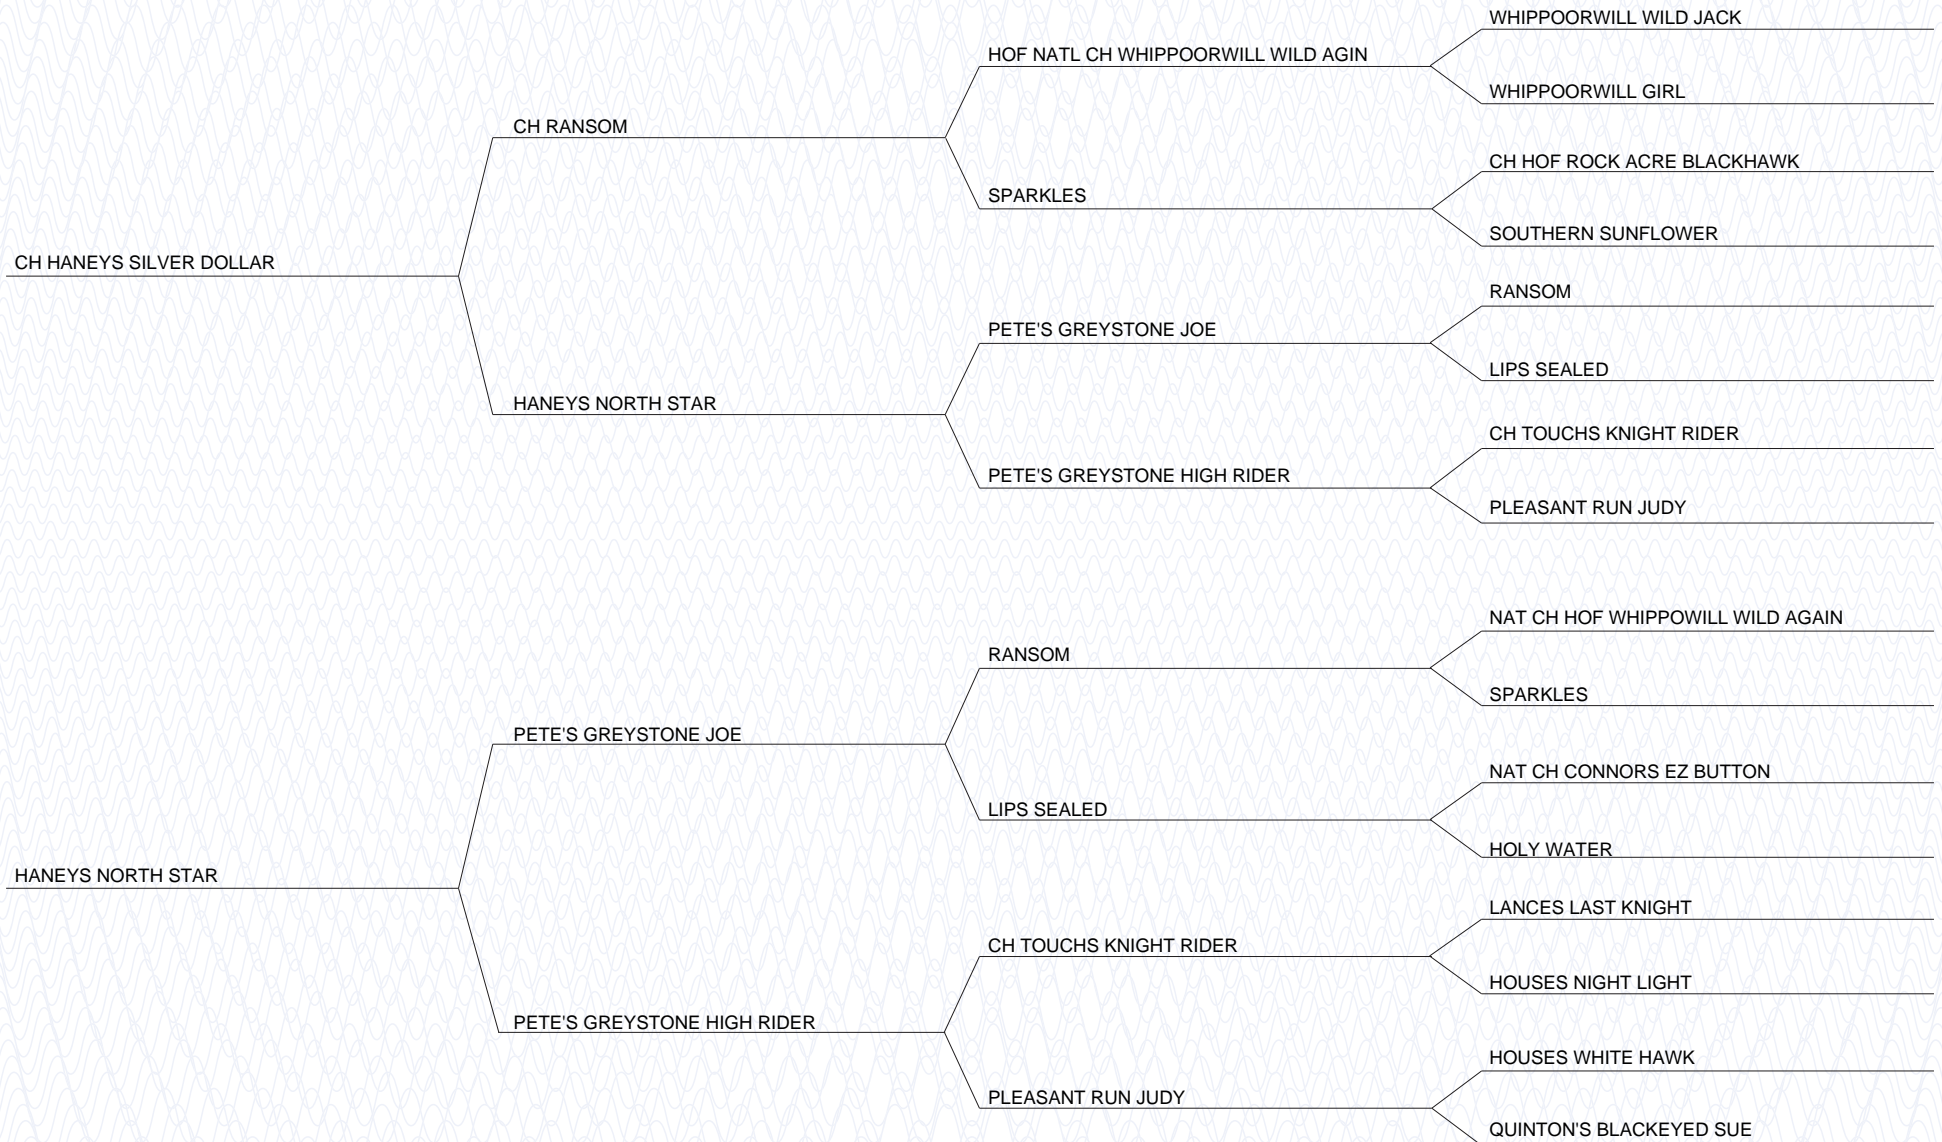 WHIPPOORWILL WILD JACK
HOF NATL CH WHIPPOORWILL WILD AGIN
WHIPPOORWILL GIRL
CH RANSOM
CH HOF ROCK ACRE BLACKHAWK
SPARKLES
SOUTHERN SUNFLOWER
CH HANEYS SILVER DOLLAR
RANSOM
PETE'S GREYSTONE JOE
LIPS SEALED
HANEYS NORTH STAR
CH TOUCHS KNIGHT RIDER
PETE'S GREYSTONE HIGH RIDER
PLEASANT RUN JUDY
NAT CH HOF WHIPPOWILL WILD AGAIN
RANSOM
SPARKLES
PETE'S GREYSTONE JOE
NAT CH CONNORS EZ BUTTON
LIPS SEALED
HOLY WATER
HANEYS NORTH STAR
LANCES LAST KNIGHT
CH TOUCHS KNIGHT RIDER
HOUSES NIGHT LIGHT
PETE'S GREYSTONE HIGH RIDER
HOUSES WHITE HAWK
PLEASANT RUN JUDY
QUINTON'S BLACKEYED SUE